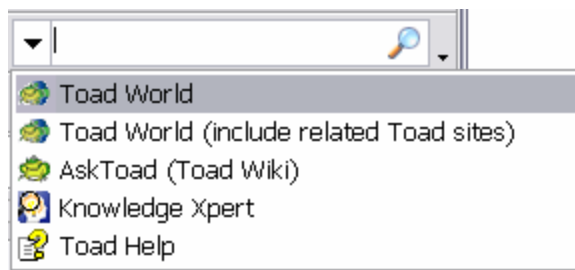 Toad World
Toad World (include related Toad sites)
AskToad (Toad Wiki)
Knowledge Xpert
Toad Help